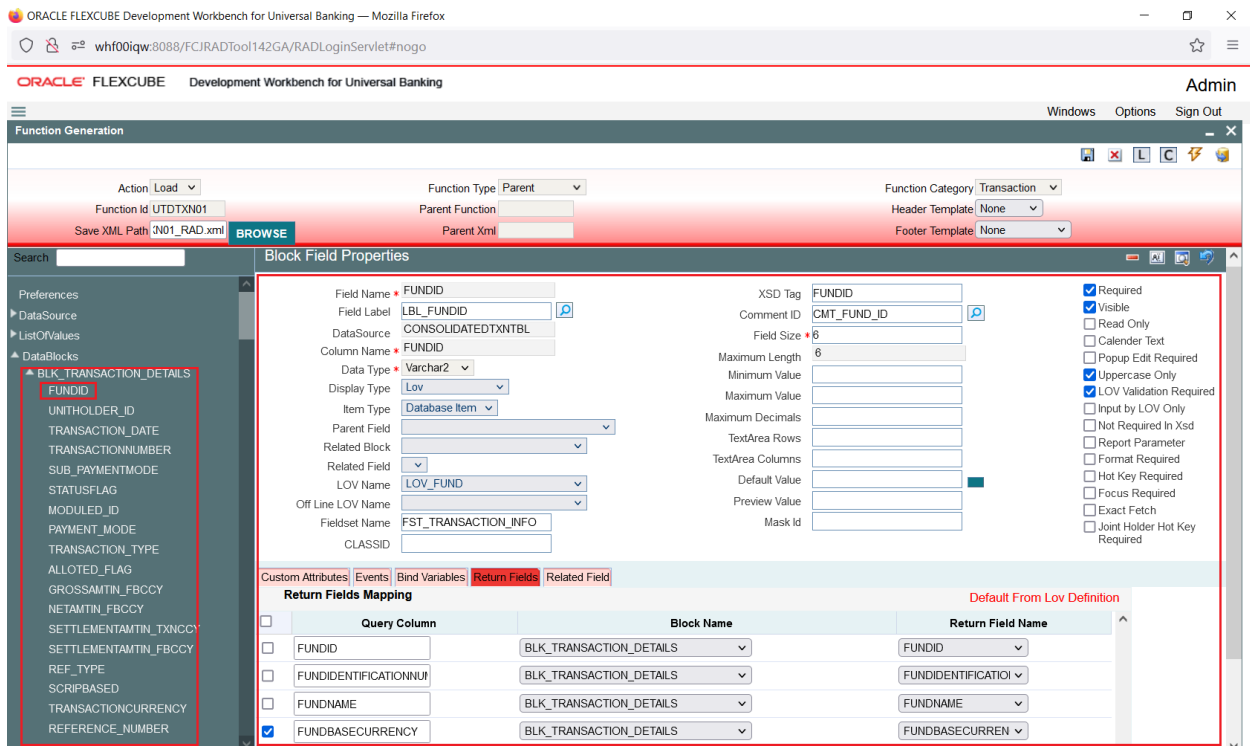 ORACLE FLEXCUBE Development Workbench for Universal Banking — Mozilla Firefox
whf00iqw:8088/FCJRADTool142GA/RADLoginServlet#nogo
ORACLE FLEXCUBE Development Workbench for Universal Banking
Admin
Windows Options Sign Out
Function Generation
L C
Action Load Function Type Parent Function Category Transaction
Function Id UTDTXN01 Parent Function Header Template None
Save XML Path N01_RAD.xml BROWSE Parent Xml Footer Template None
Search
Preferences
DataSource
ListOfValues
DataBlocks
BLK_TRANSACTION_DETAILS
FUNDID
UNITHOLDER_ID
TRANSACTION_DATE
TRANSACTIONNUMBER
SUB_PAYMENTMODE
STATUSFLAG
MODULED_ID
PAYMENT_MODE
TRANSACTION_TYPE
ALLOTED_FLAG
GROSSAMTIN_FBCCY
NETAMTIN_FBCCY
SETTLEMENTAMTIN_TXNCCY
SETTLEMENTAMTIN_FBCCY
REF_TYPE
SCRIPBASED
TRANSACTIONCURRENCY
REFERENCE_NUMBER
Block Field Properties
Field Name * FUNDID
Field Label LBL_FUNDID
DataSource CONSOLIDATEDTXNTBL
Column Name * FUNDID
Data Type * Varchar2
Display Type Lov
Item Type Database Item
Parent Field
Related Block
Related Field
LOV Name LOV_FUND
Off Line LOV Name
Fieldset Name FST_TRANSACTION_INFO
CLASSID
XSD Tag FUNDID
Comment ID CMT_FUND_ID
Field Size * 6
Maximum Length 6
Minimum Value
Maximum Value
Maximum Decimals
TextArea Rows
TextArea Columns
Default Value
Preview Value
Mask Id
Required
Visible
Read Only
Calender Text
Popup Edit Required
Uppercase Only
LOV Validation Required
Input by LOV Only
Not Required In Xsd
Report Parameter
Format Required
Hot Key Required
Focus Required
Exact Fetch
Joint Holder Hot Key
Required
Custom Attributes Events Bind Variables Return Fields Related Field
Return Fields Mapping Default From Lov Definition
Query Column Block Name Return Field Name
FUNDID BLK_TRANSACTION_DETAILS FUNDID
FUNDIDENTIFICATIONNUM BLK_TRANSACTION_DETAILS FUNDIDENTIFICATIO
FUNDNAME BLK_TRANSACTION_DETAILS FUNDNAME
FUNDBASECURRENCY BLK_TRANSACTION_DETAILS FUNDBASECURREN